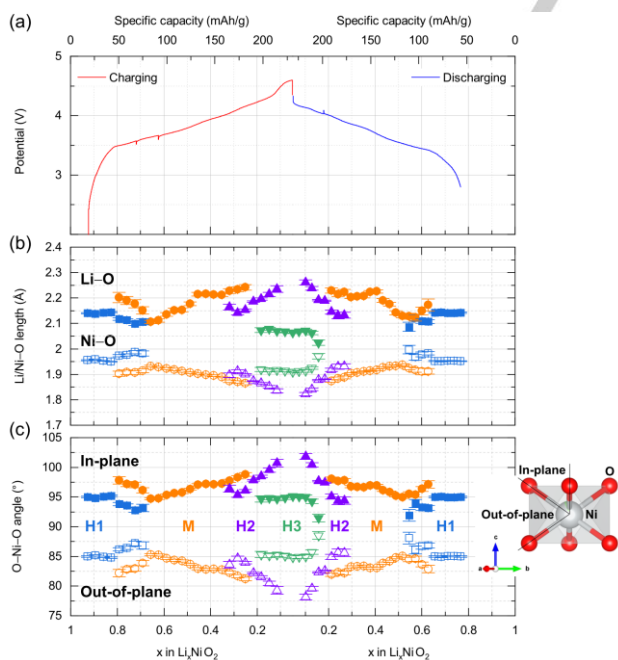 (a)
Specific capacity (mAh/g)
Specific capacity (mAh/g)
0 50 100 150 200 200 150 100 50 0
5
4
3
Potential (V)
Charging
Discharging
(b)
2.4
2.3
2.2
2.1
2
1.9
1.8
1.7
Li/Ni–O length (Å)
Li–O
Ni–O
(c)
105
100
95
90
85
80
75
O–Ni–O angle (°)
In-plane
H1 M H2 H3 H2 M H1
Out-of-plane
1 0.8 0.6 0.4 0.2 0.2 0.4 0.6 0.8 1
x in LiₓNiO₂
x in LiₓNiO₂
In-plane
O
Out-of-plane
Ni
c
a
b